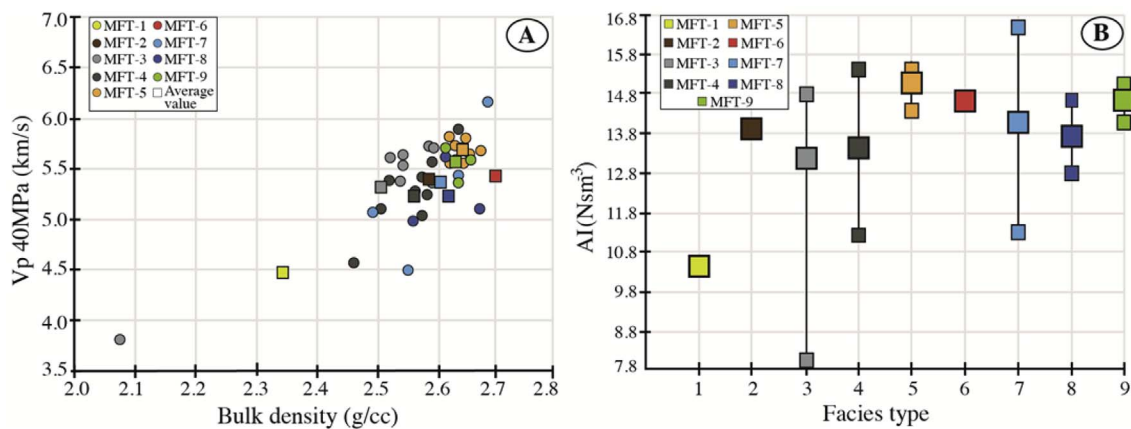 A
MFT-1 MFT-6
MFT-2 MFT-7
MFT-3 MFT-8
MFT-4 MFT-9
MFT-5 Average
value
Vp 40MPa (km/s)
7.0
6.5
6.0
5.5
5.0
4.5
4.0
3.5
2.0 2.1 2.2 2.3 2.4 2.5 2.6 2.7 2.8
Bulk density (g/cc)
B
MFT-1 MFT-5
MFT-2 MFT-6
MFT-3 MFT-7
MFT-4 MFT-8
MFT-9
AI (Nsm-3)
16.8
15.8
14.8
13.8
12.8
11.8
10.8
9.8
8.8
7.8
1 2 3 4 5 6 7 8 9
Facies type